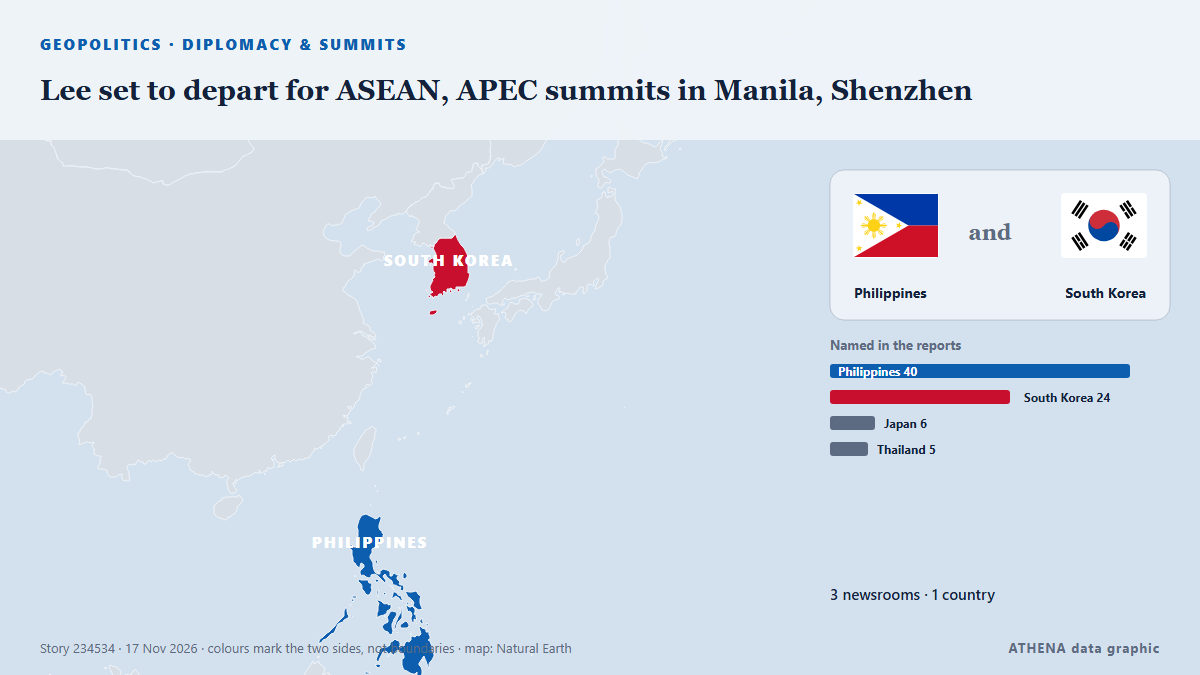 GEOPOLITICS · DIPLOMACY & SUMMITS
Lee set to depart for ASEAN, APEC summits in Manila, Shenzhen
SOUTH KOREA
PHILIPPINES
and
Philippines
South Korea
Named in the reports
Philippines 40
South Korea 24
Japan 6
Thailand 5
3 newsrooms · 1 country
Story 234534 · 17 Nov 2026 · colours mark the two sides, not boundaries · map: Natural Earth
ATHENA data graphic